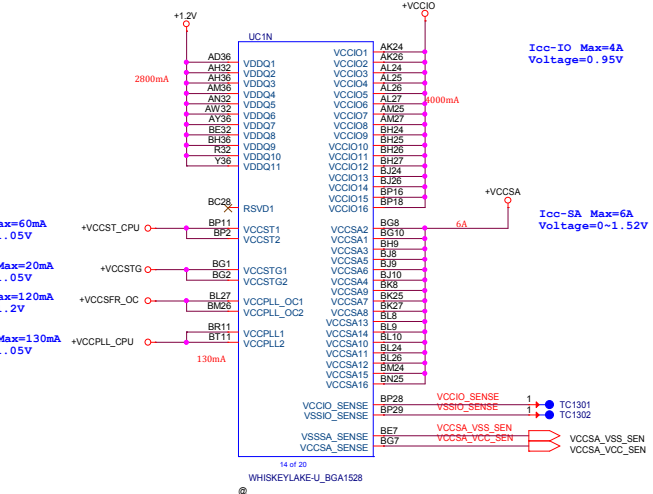 +VCCIO
+1.2V
UC1N
Icc-IO Max=4A
Voltage=0.95V
2800mA
4000mA
AD36 VDDQ1
AH32 VDDQ2
AH36 VDDQ3
AM36 VDDQ4
AN32 VDDQ5
AW32 VDDQ6
AY36 VDDQ7
BE32 VDDQ8
BH36 VDDQ9
R32 VDDQ10
Y36 VDDQ11
VCCIO1 AK24
VCCIO2 AK26
VCCIO3 AL24
VCCIO4 AL25
VCCIO5 AL26
VCCIO6 AL27
VCCIO7 AM25
VCCIO8 AM27
VCCIO9 BH24
VCCIO10 BH25
VCCIO11 BH26
VCCIO12 BH27
VCCIO13 BJ24
VCCIO14 BJ26
VCCIO15 BP16
VCCIO16 BP18
BC28 RSVD1
+VCCSA
Icc-SA Max=6A
Voltage=0~1.52V
6A
ax=60mA
.05V
+VCCST_CPU
BP11 VCCST1
BP2 VCCST2
Max=20mA
.05V
+VCCSTG
BG1 VCCSTG1
BG2 VCCSTG2
ax=120mA
.2V
+VCCSFR_OC
BL27 VCCPLL_OC1
BM26 VCCPLL_OC2
Max=130mA
.05V
+VCCPLL_CPU
BR11 VCCPLL1
BT11 VCCPLL2
130mA
VCCSA2 BG8
VCCSA1 BG10
VCCSA3 BH9
VCCSA5 BJ8
VCCSA6 BJ9
VCCSA4 BJ10
VCCSA9 BK8
VCCSA7 BK25
VCCSA8 BK27
VCCSA13 BL8
VCCSA14 BL9
VCCSA10 BL10
VCCSA11 BL24
VCCSA12 BL26
VCCSA15 BM24
VCCSA16 BN25
VCCIO_SENSE BP28 VCCIO_SENSE 1 TC1301
VSSIO_SENSE BP29 VSSIO_SENSE 1 TC1302
VSSSA_SENSE BE7 VCCSA_VSS_SEN VCCSA_VSS_SEN
VCCSA_SENSE BG7 VCCSA_VCC_SEN VCCSA_VCC_SEN
14 of 20
WHISKEYLAKE-U_BGA1528
@